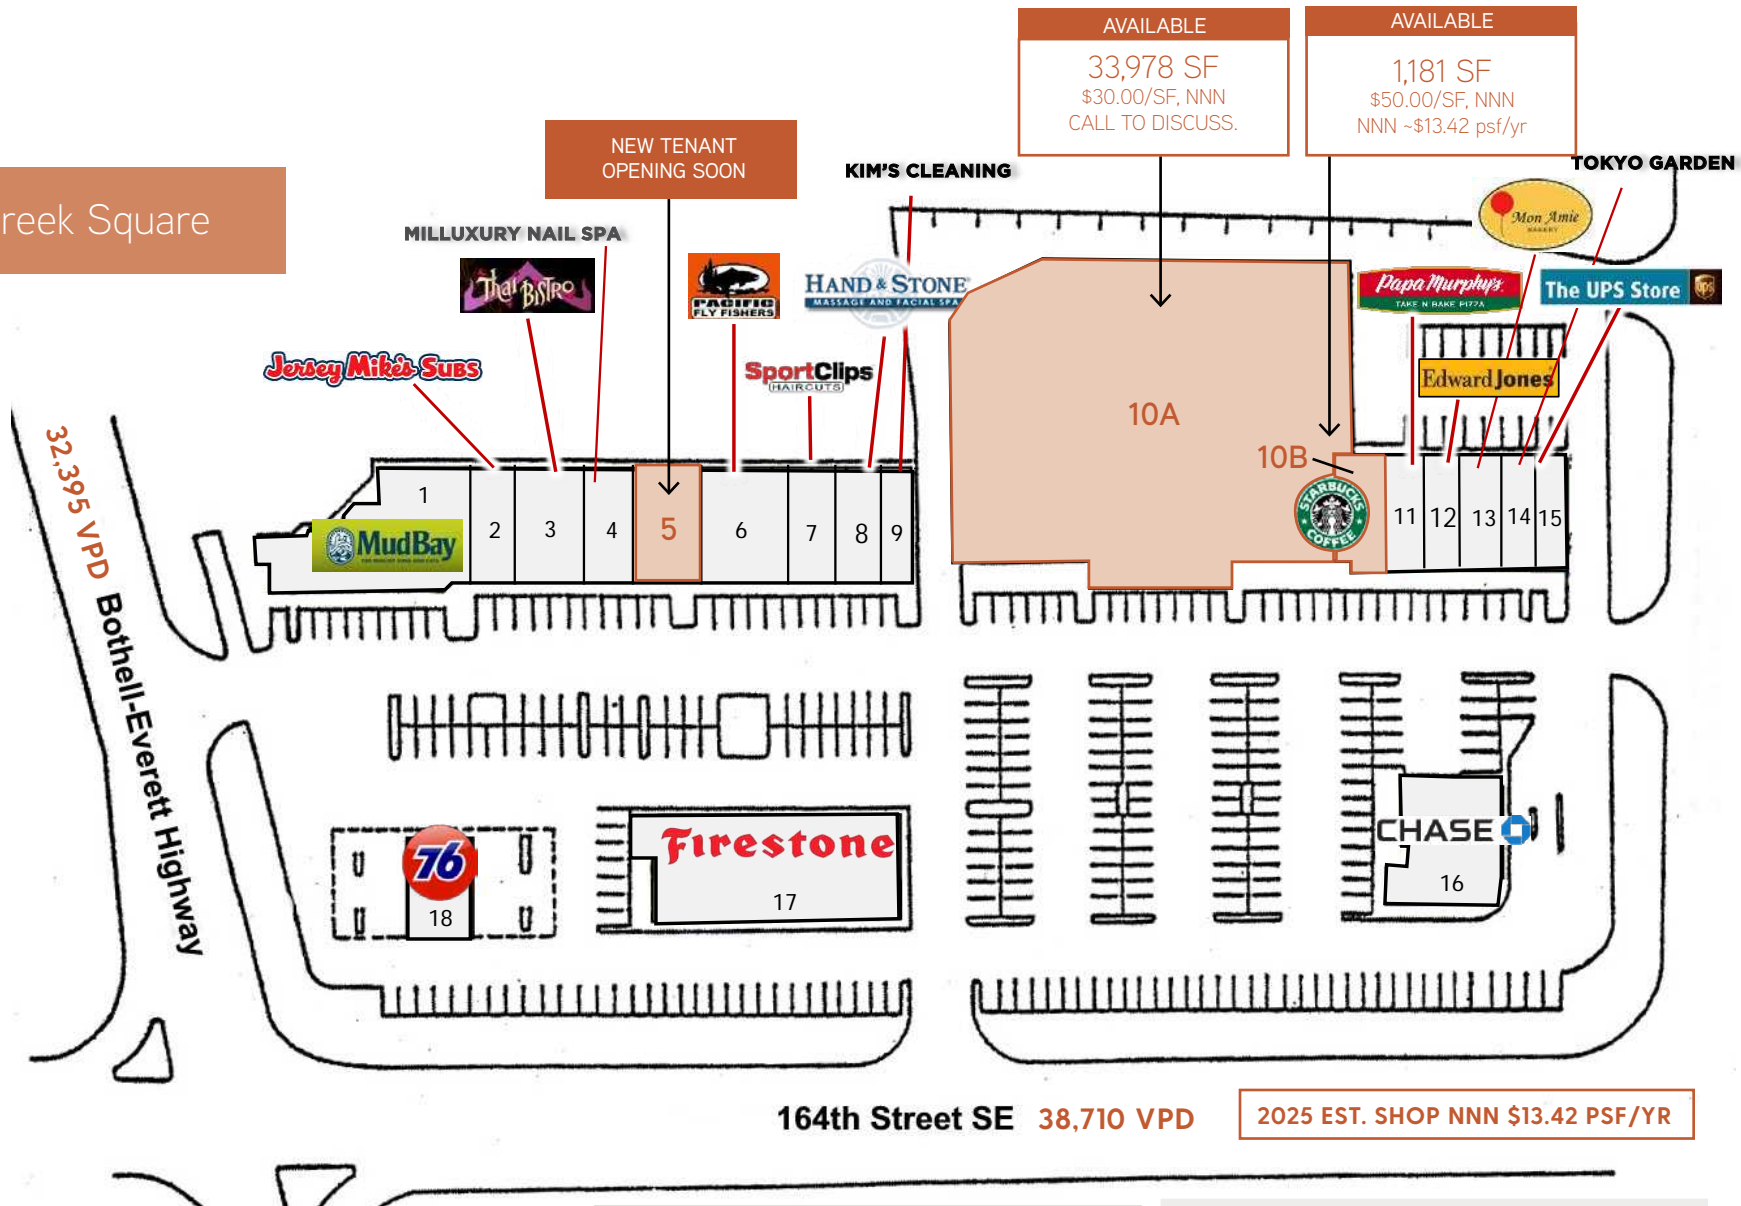 AVAILABLE
33,978 SF
$30.00/SF, NNN
CALL TO DISCUSS.
AVAILABLE
1,181 SF
$50.00/SF, NNN
NNN ~$13.42 psf/yr
NEW TENANT
OPENING SOON
KIM'S CLEANING
TOKYO GARDEN
reek Square
MILLUXURY NAIL SPA
Mon Amie
BAKERY
Thai BISTRO
PACIFIC
FLY FISHERS
HAND & STONE
MASSAGE AND FACIAL SPA
Papa Murphy's
TAKE 'N' BAKE PIZZA
The UPS Store
ups
Jersey Mike's SUBS
SportClips
HAIRCUTS
Edward Jones
10A
10B
STARBUCKS
COFFEE
1
MudBay
2
3
4
5
6
7
8
9
11
12
13
14
15
32,395 VPD Bothell-Everett Highway
76
18
Firestone
17
CHASE
16
164th Street SE 38,710 VPD
2025 EST. SHOP NNN $13.42 PSF/YR